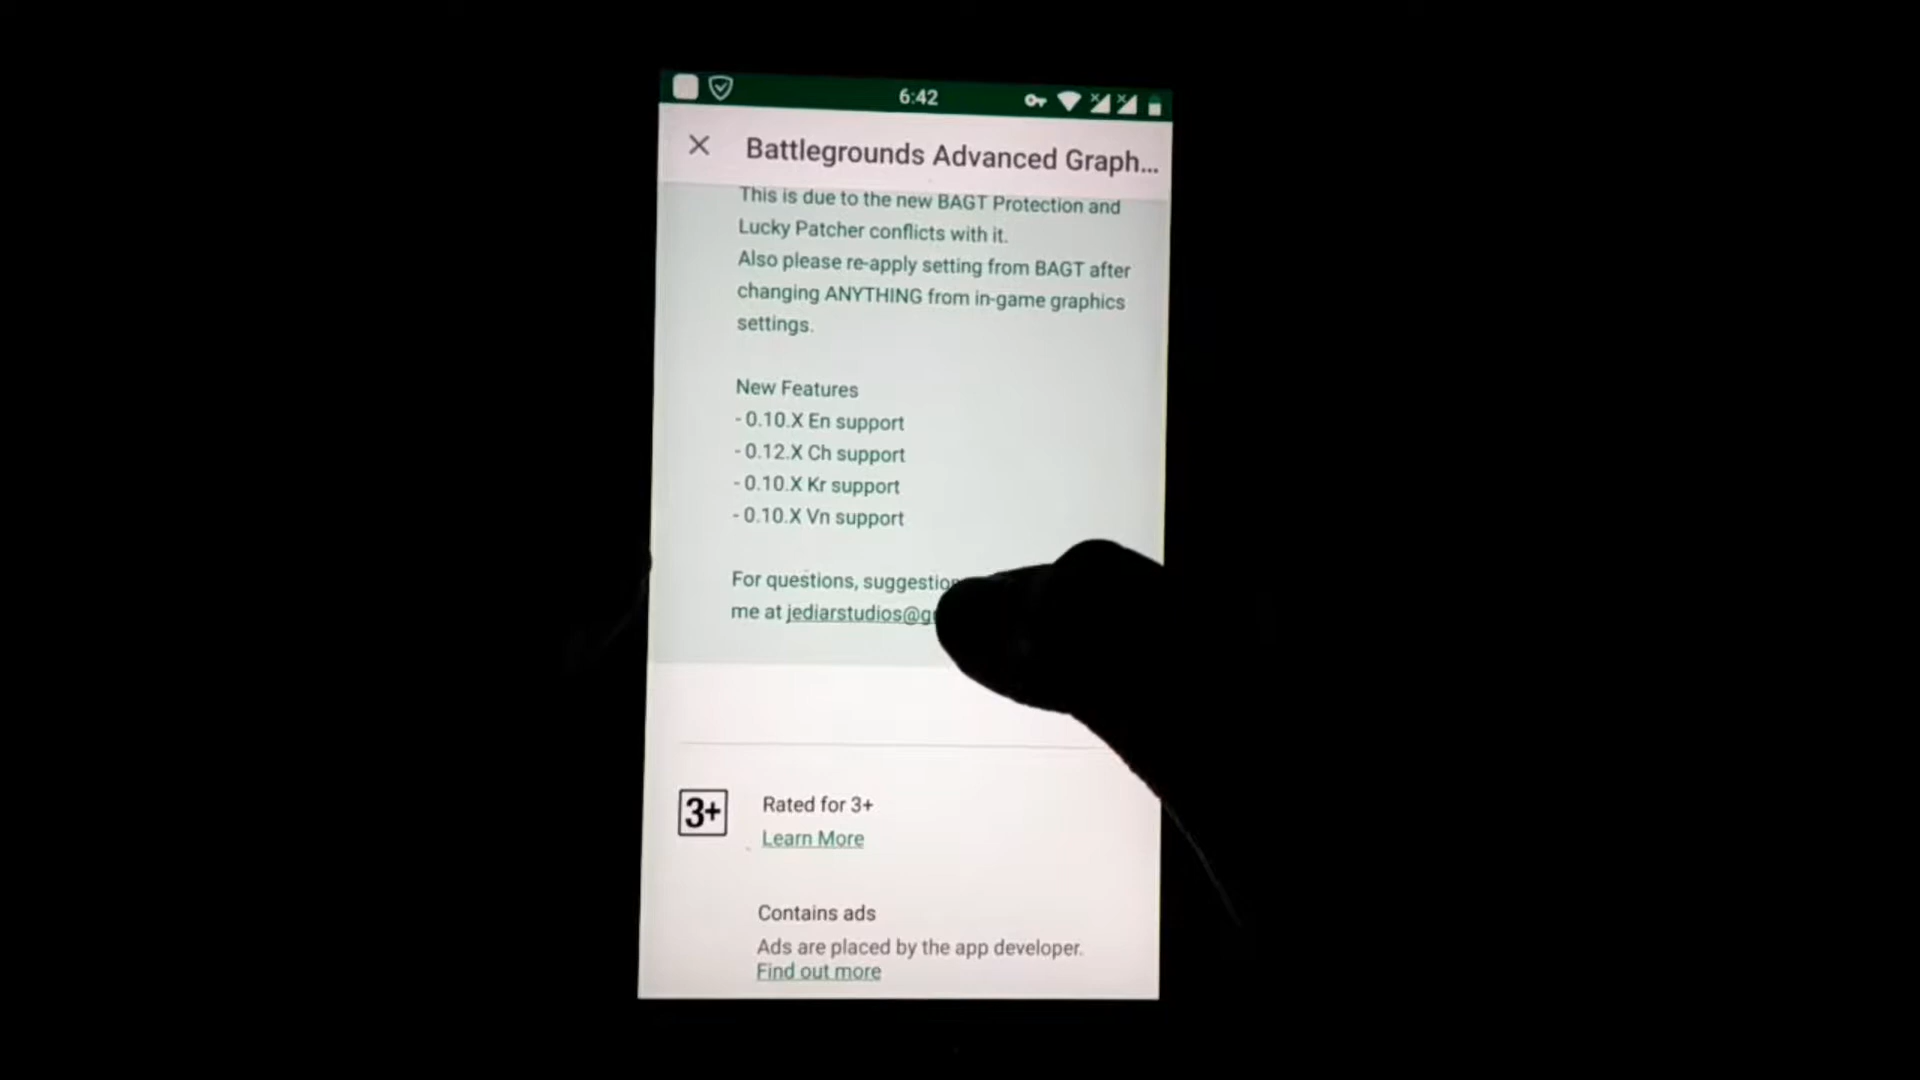 6:42
Battlegrounds Advanced Graph...
This is due to the new BAGT Protection and
Lucky Patcher conflicts with it.
Also please re-apply setting from BAGT after
changing ANYTHING from in-game graphics
settings.
New Features
- 0.10.X En support
- 0.12.X Ch support
- 0.10.X Kr support
- 0.10.X Vn support
For questions,
me at jediarstudios@g
3+
Rated for 3+
Learn More
Contains ads
Ads are placed by the app developer.
Find out more